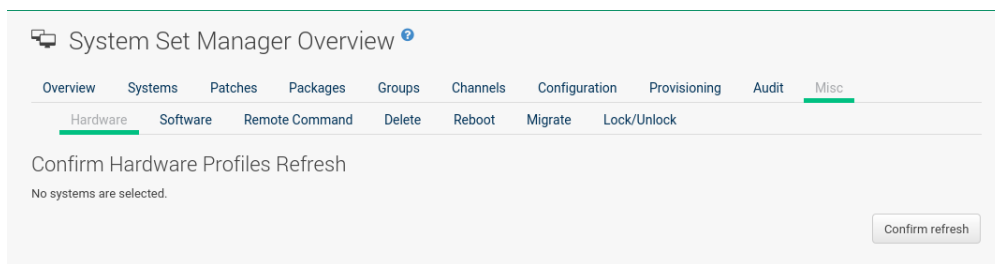 System Set Manager Overview ?
Overview Systems Patches Packages Groups Channels Configuration Provisioning Audit Misc
Hardware Software Remote Command Delete Reboot Migrate Lock/Unlock
Confirm Hardware Profiles Refresh
No systems are selected.
Confirm refresh